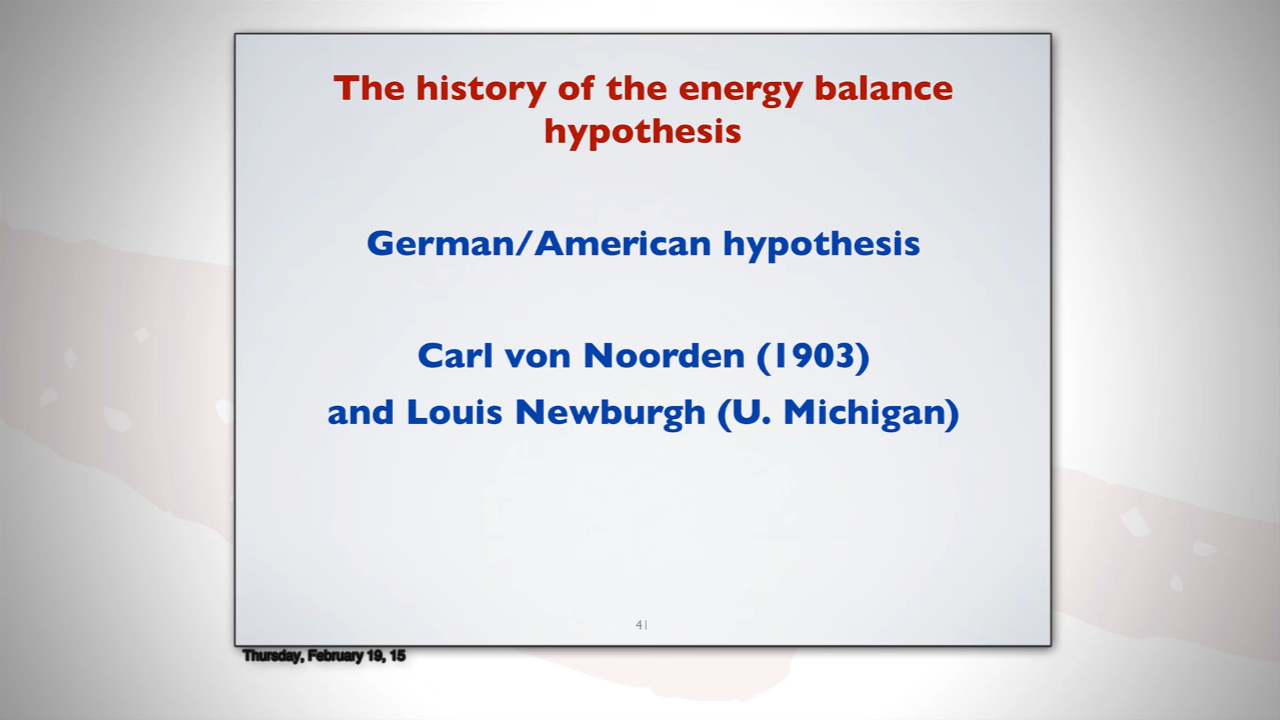 The history of the energy balance
hypothesis
German/American hypothesis
Carl von Noorden (1903)
and Louis Newburgh (U. Michigan)
41
Thursday, February 19, 15